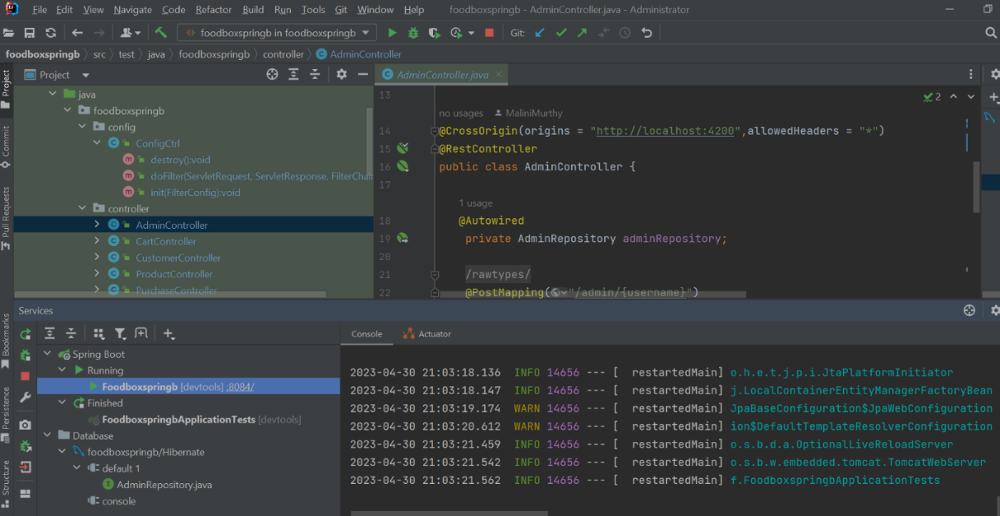 File Edit View Navigate Code Refactor Build Run Tools Git Window Help foodboxspringb - AdminController.java - Administrator
foodboxspringb in foodboxspringb Git:
foodboxspringb src test java foodboxspringb controller AdminController
Project
AdminController.java
java
foodboxspringb
config
ConfigCtrl
destroy():void
doFilter(ServletRequest, ServletResponse, FilterChai
init(FilterConfig):void
controller
AdminController
CartController
CustomerController
ProductController
PurchaseController
13
2
no usages MaliniMurthy
14 @CrossOrigin(origins = "http://localhost:4200",allowedHeaders = "*")
15 @RestController
16 public class AdminController {
17
1 usage
18 @Autowired
19 private AdminRepository adminRepository;
20
21 /rawtypes/
22 @PostMapping("/admin/{username}")
Project
Commit
Pull Requests
Bookmarks
Persistence
Structure
Services
Spring Boot
Running
Foodboxspringb [devtools] :8084/
Finished
FoodboxspringbApplicationTests [devtools]
Database
foodboxspringb/Hibernate
default 1
AdminRepository.java
console
Console Actuator
2023-04-30 21:03:18.136 INFO 14656 --- [ restartedMain] o.h.e.t.j.p.i.JtaPlatformInitiator
2023-04-30 21:03:18.147 INFO 14656 --- [ restartedMain] j.LocalContainerEntityManagerFactoryBean
2023-04-30 21:03:19.174 WARN 14656 --- [ restartedMain] JpaBaseConfiguration$JpaWebConfiguration
2023-04-30 21:03:20.612 WARN 14656 --- [ restartedMain] ion$DefaultTemplateResolverConfiguration
2023-04-30 21:03:21.459 INFO 14656 --- [ restartedMain] o.s.b.d.a.OptionalLiveReloadServer
2023-04-30 21:03:21.542 INFO 14656 --- [ restartedMain] o.s.b.w.embedded.tomcat.TomcatWebServer
2023-04-30 21:03:21.562 INFO 14656 --- [ restartedMain] f.FoodboxspringbApplicationTests